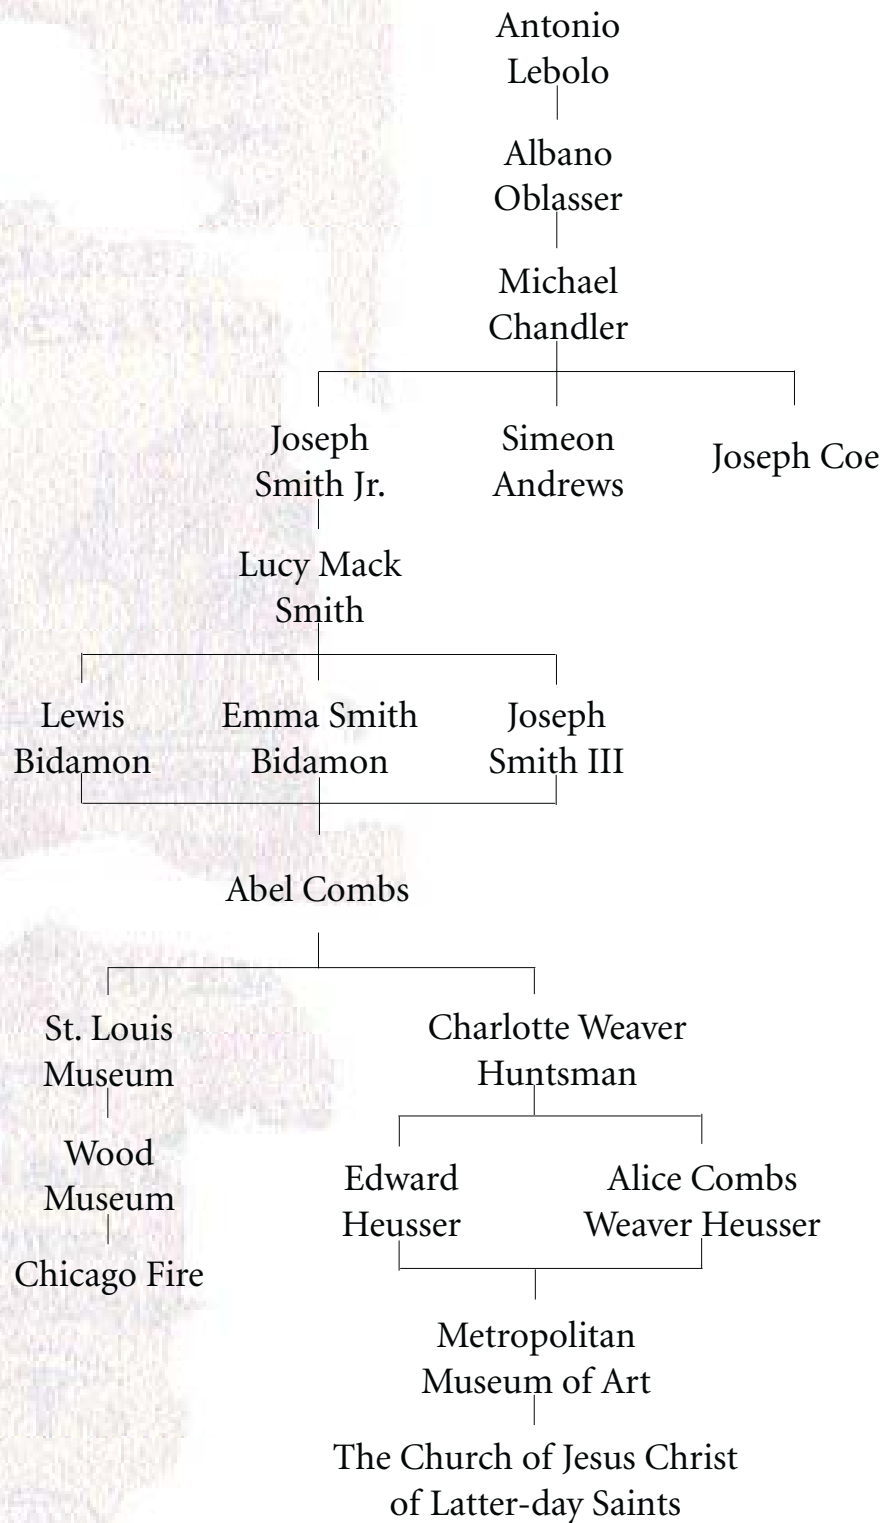 Antonio
Lebolo
Albano
Oblasser
Michael
Chandler
Joseph
Smith Jr.
Simeon
Andrews
Joseph Coe
Lucy Mack
Smith
Lewis
Bidamon
Emma Smith
Bidamon
Joseph
Smith III
Abel Combs
St. Louis
Museum
Charlotte Weaver
Huntsman
Wood
Museum
Edward
Heusser
Alice Combs
Weaver Heusser
Chicago Fire
Metropolitan
Museum of Art
The Church of Jesus Christ
of Latter-day Saints